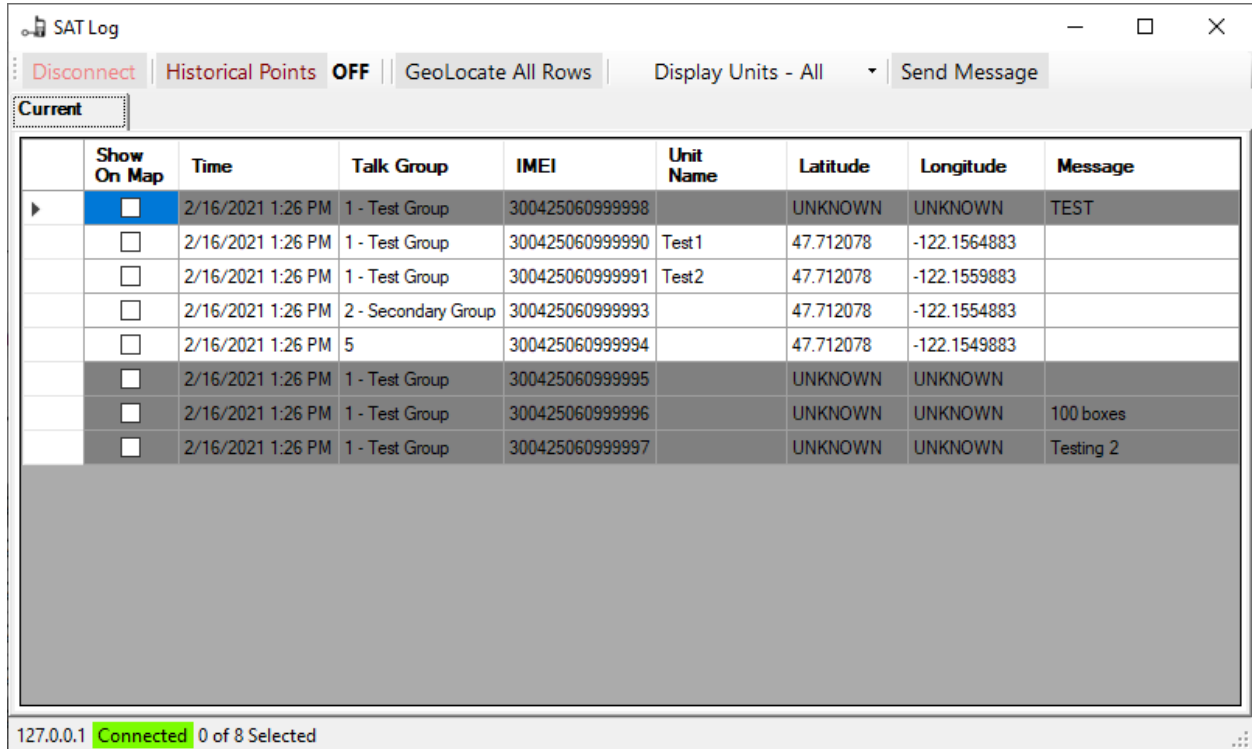 SAT Log
Disconnect Historical Points OFF GeoLocate All Rows Display Units - All Send Message
Current
Show On Map Time Talk Group IMEI Unit Name Latitude Longitude Message
2/16/2021 1:26 PM 1 - Test Group 300425060999998 UNKNOWN UNKNOWN TEST
2/16/2021 1:26 PM 1 - Test Group 300425060999990 Test1 47.712078 -122.1564883
2/16/2021 1:26 PM 1 - Test Group 300425060999991 Test2 47.712078 -122.1559883
2/16/2021 1:26 PM 2 - Secondary Group 300425060999993 47.712078 -122.1554883
2/16/2021 1:26 PM 5 300425060999994 47.712078 -122.1549883
2/16/2021 1:26 PM 1 - Test Group 300425060999995 UNKNOWN UNKNOWN
2/16/2021 1:26 PM 1 - Test Group 300425060999996 UNKNOWN UNKNOWN 100 boxes
2/16/2021 1:26 PM 1 - Test Group 300425060999997 UNKNOWN UNKNOWN Testing 2
127.0.0.1 Connected 0 of 8 Selected